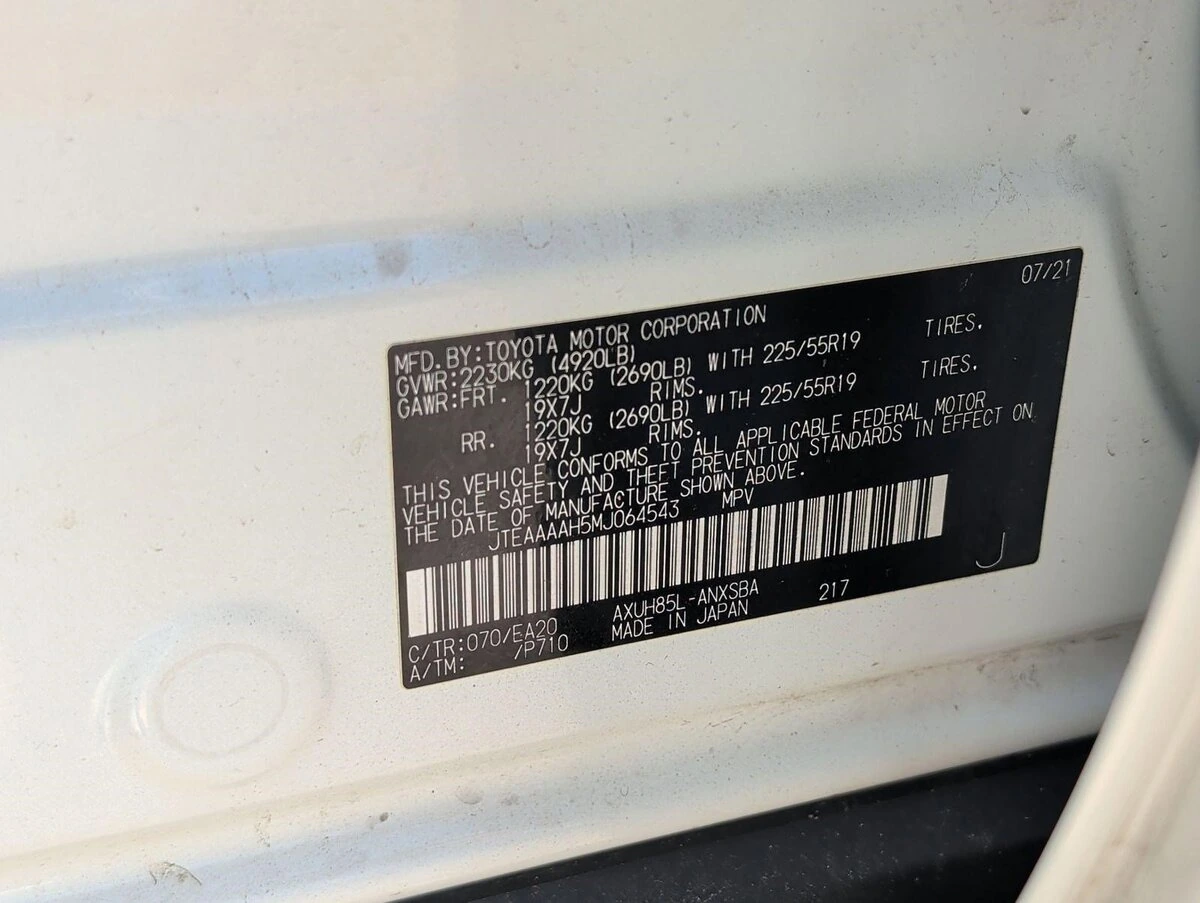 07/21
MFD.BY:TOYOTA MOTOR CORPORATION
GVWR:2230KG (4920LB)
GAWR:FRT. 1220KG (2690LB) WITH 225/55R19 TIRES.
19X7J RIMS.
RR. 1220KG (2690LB) WITH 225/55R19 TIRES.
19X7J RIMS.
THIS VEHICLE CONFORMS TO ALL APPLICABLE FEDERAL MOTOR
VEHICLE SAFETY AND THEFT PREVENTION STANDARDS IN EFFECT ON
THE DATE OF MANUFACTURE SHOWN ABOVE.
JTEAAAAH5MJ064543 MPV
C/TR:070/EA20 AXUH85L-ANXSBA 217 J
A/TM: /P710 MADE IN JAPAN